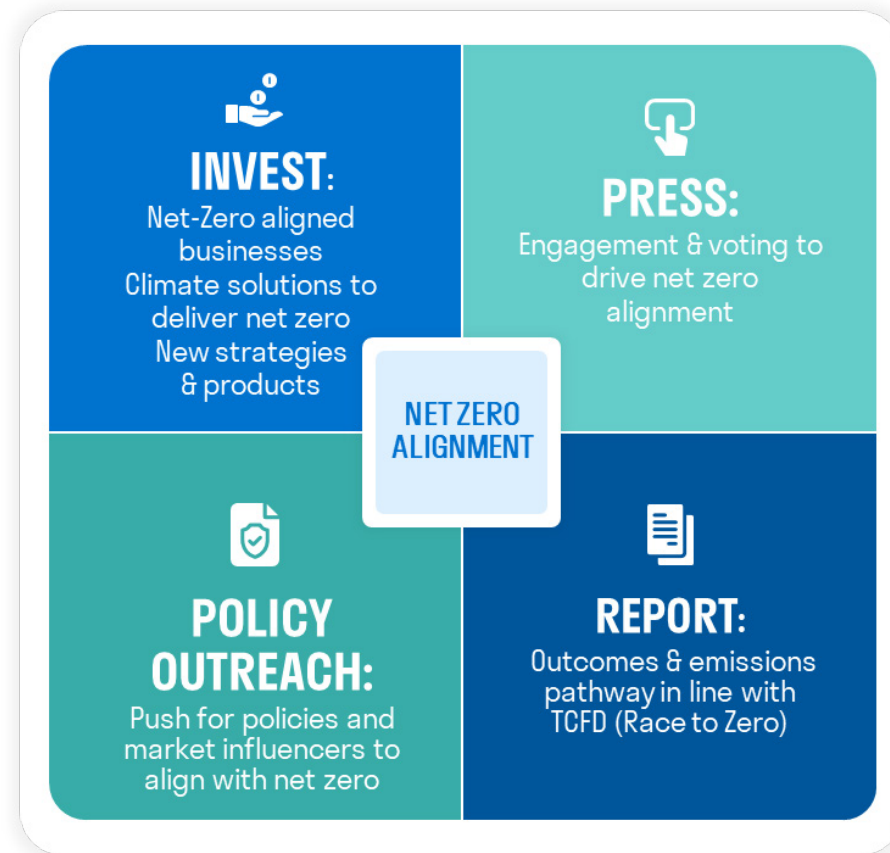 INVEST:
Net-Zero aligned
businesses
Climate solutions to
deliver net zero
New strategies
& products
PRESS:
Engagement & voting to
drive net zero
alignment
NET ZERO
ALIGNMENT
POLICY
OUTREACH:
Push for policies and
market influencers to
align with net zero
REPORT:
Outcomes & emissions
pathway in line with
TCFD (Race to Zero)